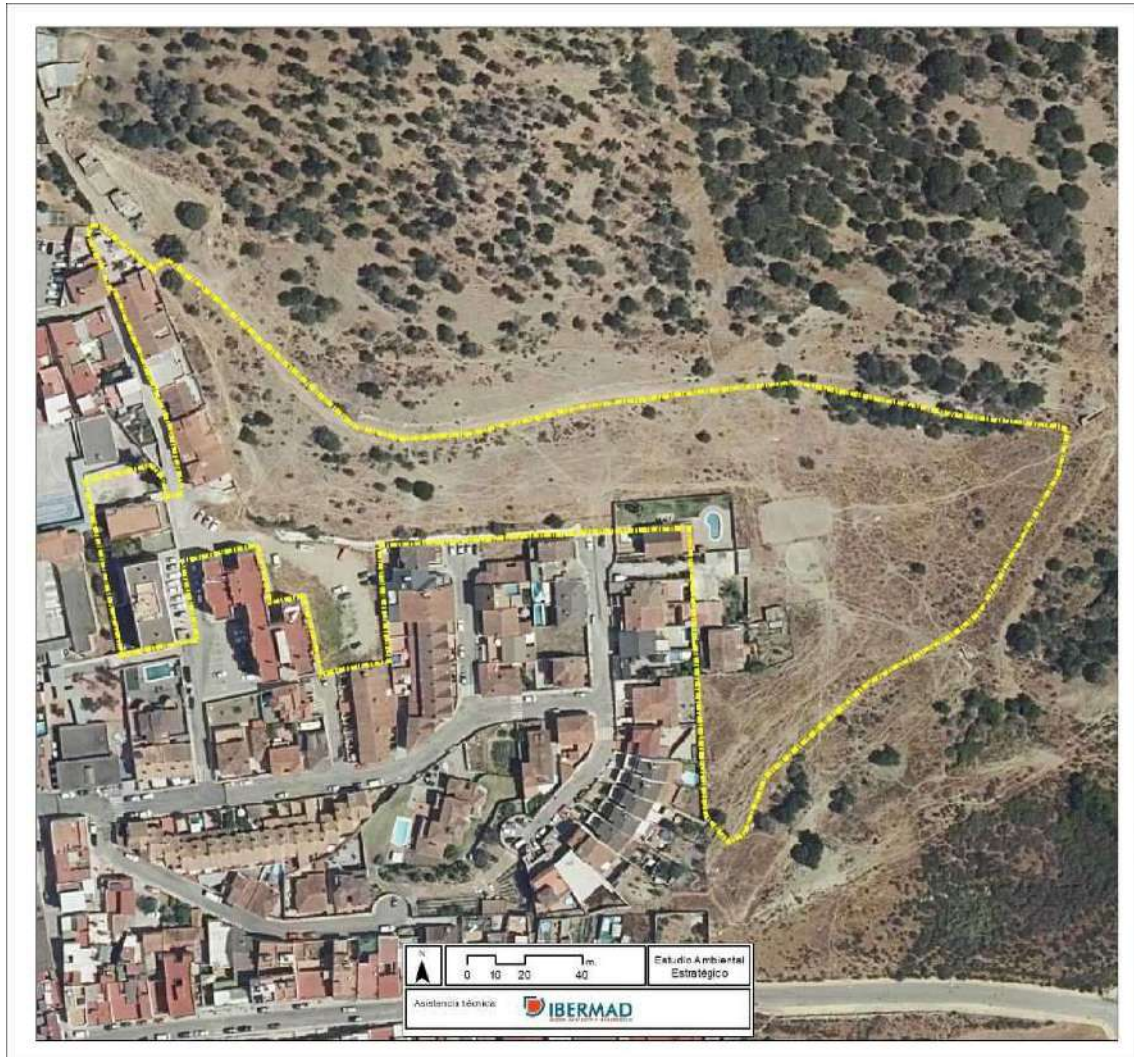 N
m.
0 10 20 40
Estudio Ambiental
Estratégico
Asistencia técnica:
IBERMAD